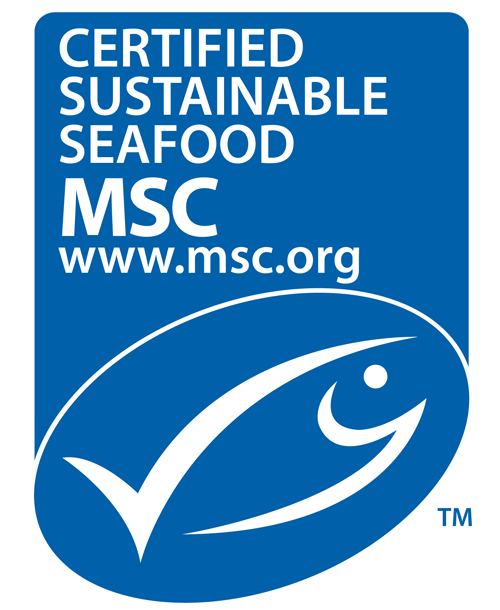 CERTIFIED
SUSTAINABLE
SEAFOOD
MSC
www.msc.org
TM